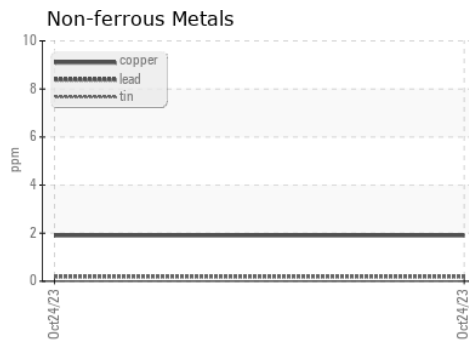 Non-ferrous Metals
10
8
6
4
2
0
ppm
copper
lead
tin
Oct24/23
Oct24/23